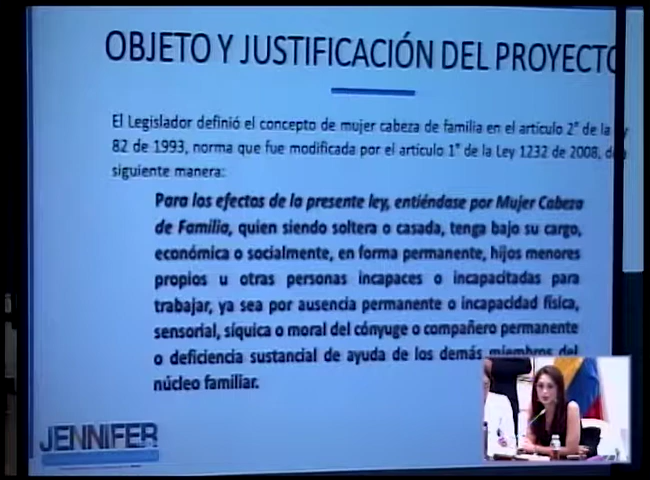 OBJETO Y JUSTIFICACIÓN DEL PROYECTO
El Legislador definió el concepto de mujer cabeza de familia en el artículo 2° de la
82 de 1993, norma que fue modificada por el artículo 1° de la Ley 1232 de 2008,
siguiente manera:
Para los efectos de la presente ley, entiéndase por Mujer Cabeza
de Familia, quien siendo soltera o casada, tenga bajo su cargo,
económica o socialmente, en forma permanente, hijos menores
propios u otras personas incapaces o incapacitadas para
trabajar, ya sea por ausencia permanente o incapacidad física,
sensorial, síquica o moral del cónyuge o compañero permanente
o deficiencia sustancial de ayuda de los demás miembros del
núcleo familiar.
JENNIFER